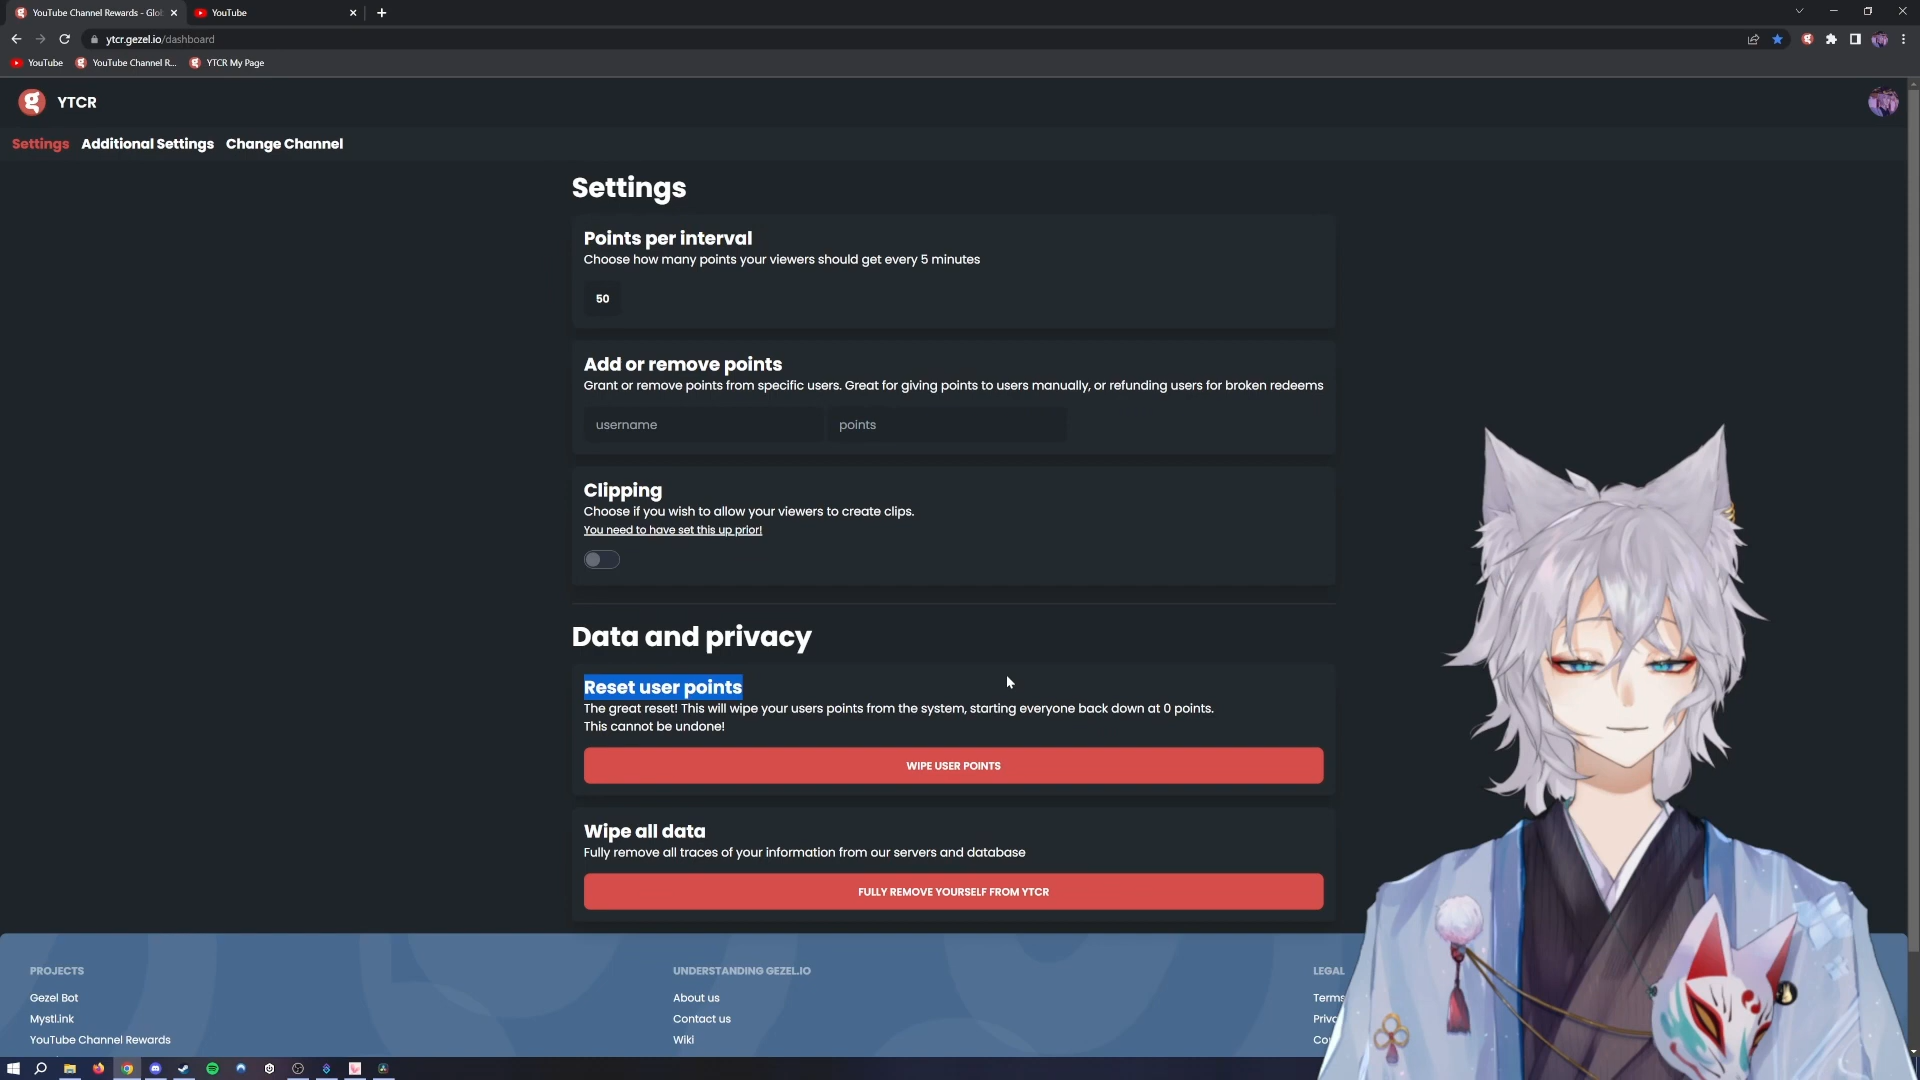 YouTube Channel Rewards - Glo
YouTube
ytcr.gezel.io/dashboard
YouTube
YouTube Channel R...
YTCR My Page
YTCR
Settings
Additional Settings
Change Channel
Settings
Points per interval
Choose how many points your viewers should get every 5 minutes
50
Add or remove points
Grant or remove points from specific users. Great for giving points to users manually, or refunding users for broken redeems
username
points
Clipping
Choose if you wish to allow your viewers to create clips.
You need to have set this up prior!
Data and privacy
Reset user points
The great reset! This will wipe your users points from the system, starting everyone back down at 0 points.
This cannot be undone!
WIPE USER POINTS
Wipe all data
Fully remove all traces of your information from our servers and database
FULLY REMOVE YOURSELF FROM YTCR
PROJECTS
Gezel Bot
Mystl.ink
YouTube Channel Rewards
UNDERSTANDING GEZEL.IO
About us
Contact us
Wiki
LEGAL
Terms
Priv
Co